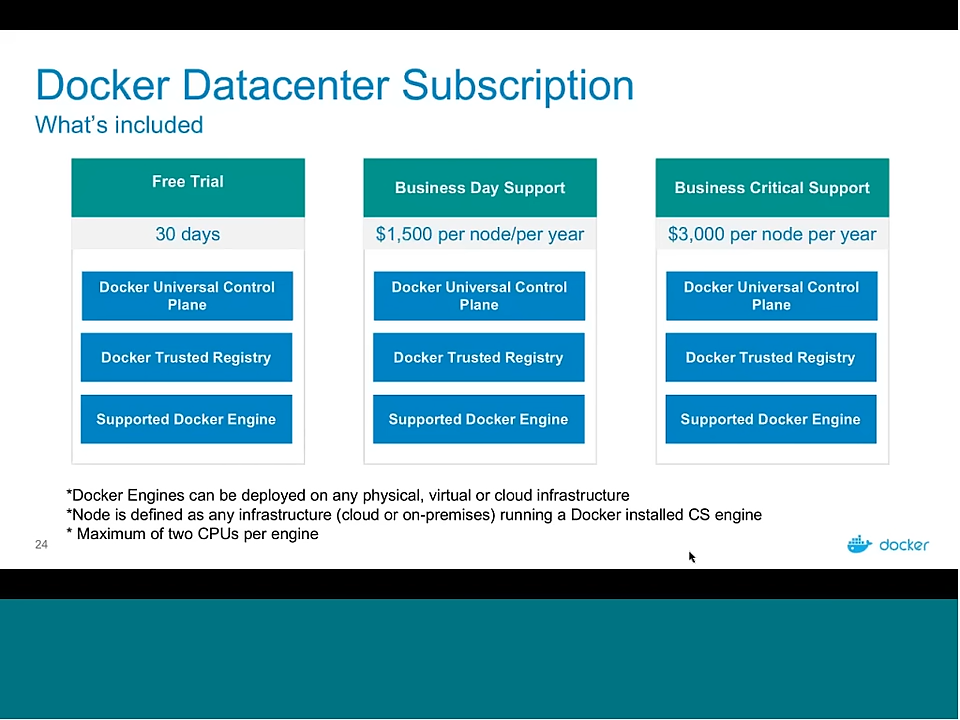 Docker Datacenter Subscription
What's included
Free Trial
30 days
Docker Universal Control
Plane
Docker Trusted Registry
Supported Docker Engine
Business Day Support
$1,500 per node/per year
Docker Universal Control
Plane
Docker Trusted Registry
Supported Docker Engine
Business Critical Support
$3,000 per node per year
Docker Universal Control
Plane
Docker Trusted Registry
Supported Docker Engine
*Docker Engines can be deployed on any physical, virtual or cloud infrastructure
*Node is defined as any infrastructure (cloud or on-premises) running a Docker installed CS engine
* Maximum of two CPUs per engine
24
docker